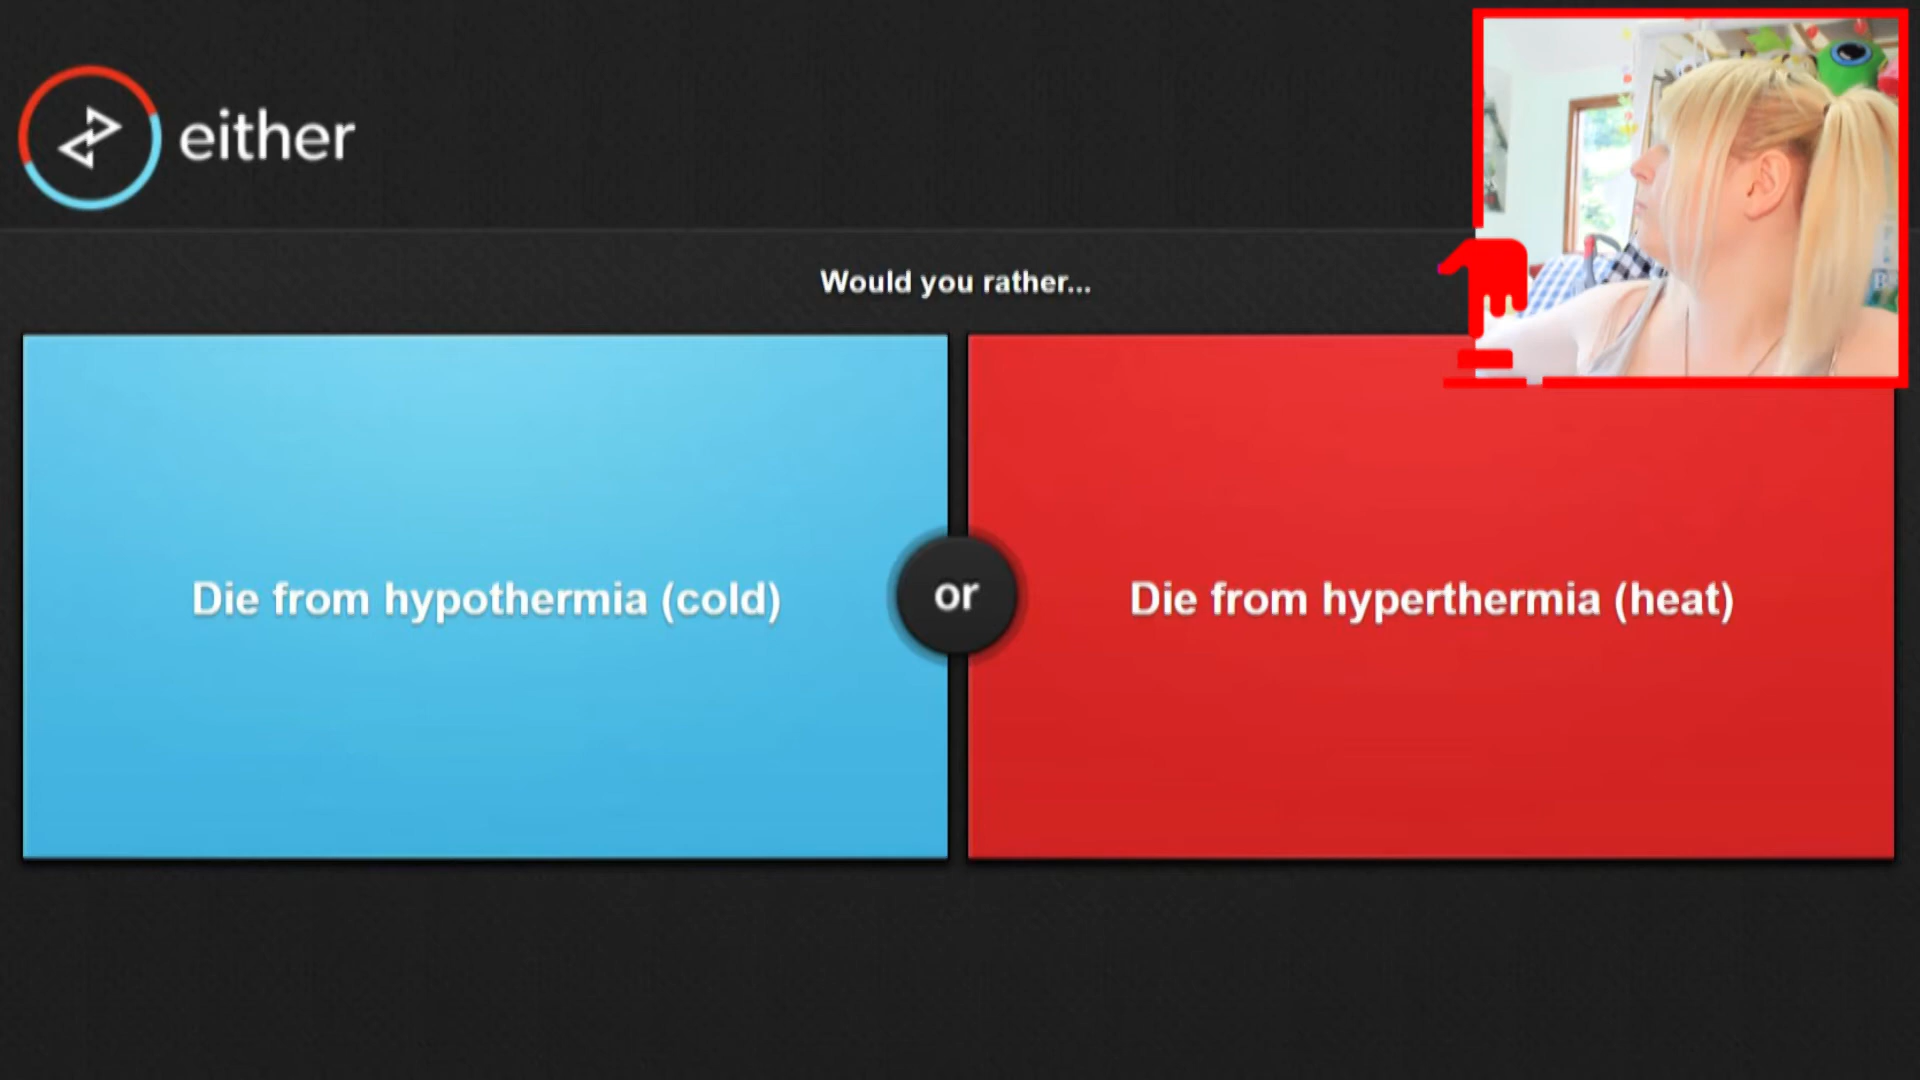 either
Would you rather...
Die from hypothermia (cold)
or
Die from hyperthermia (heat)